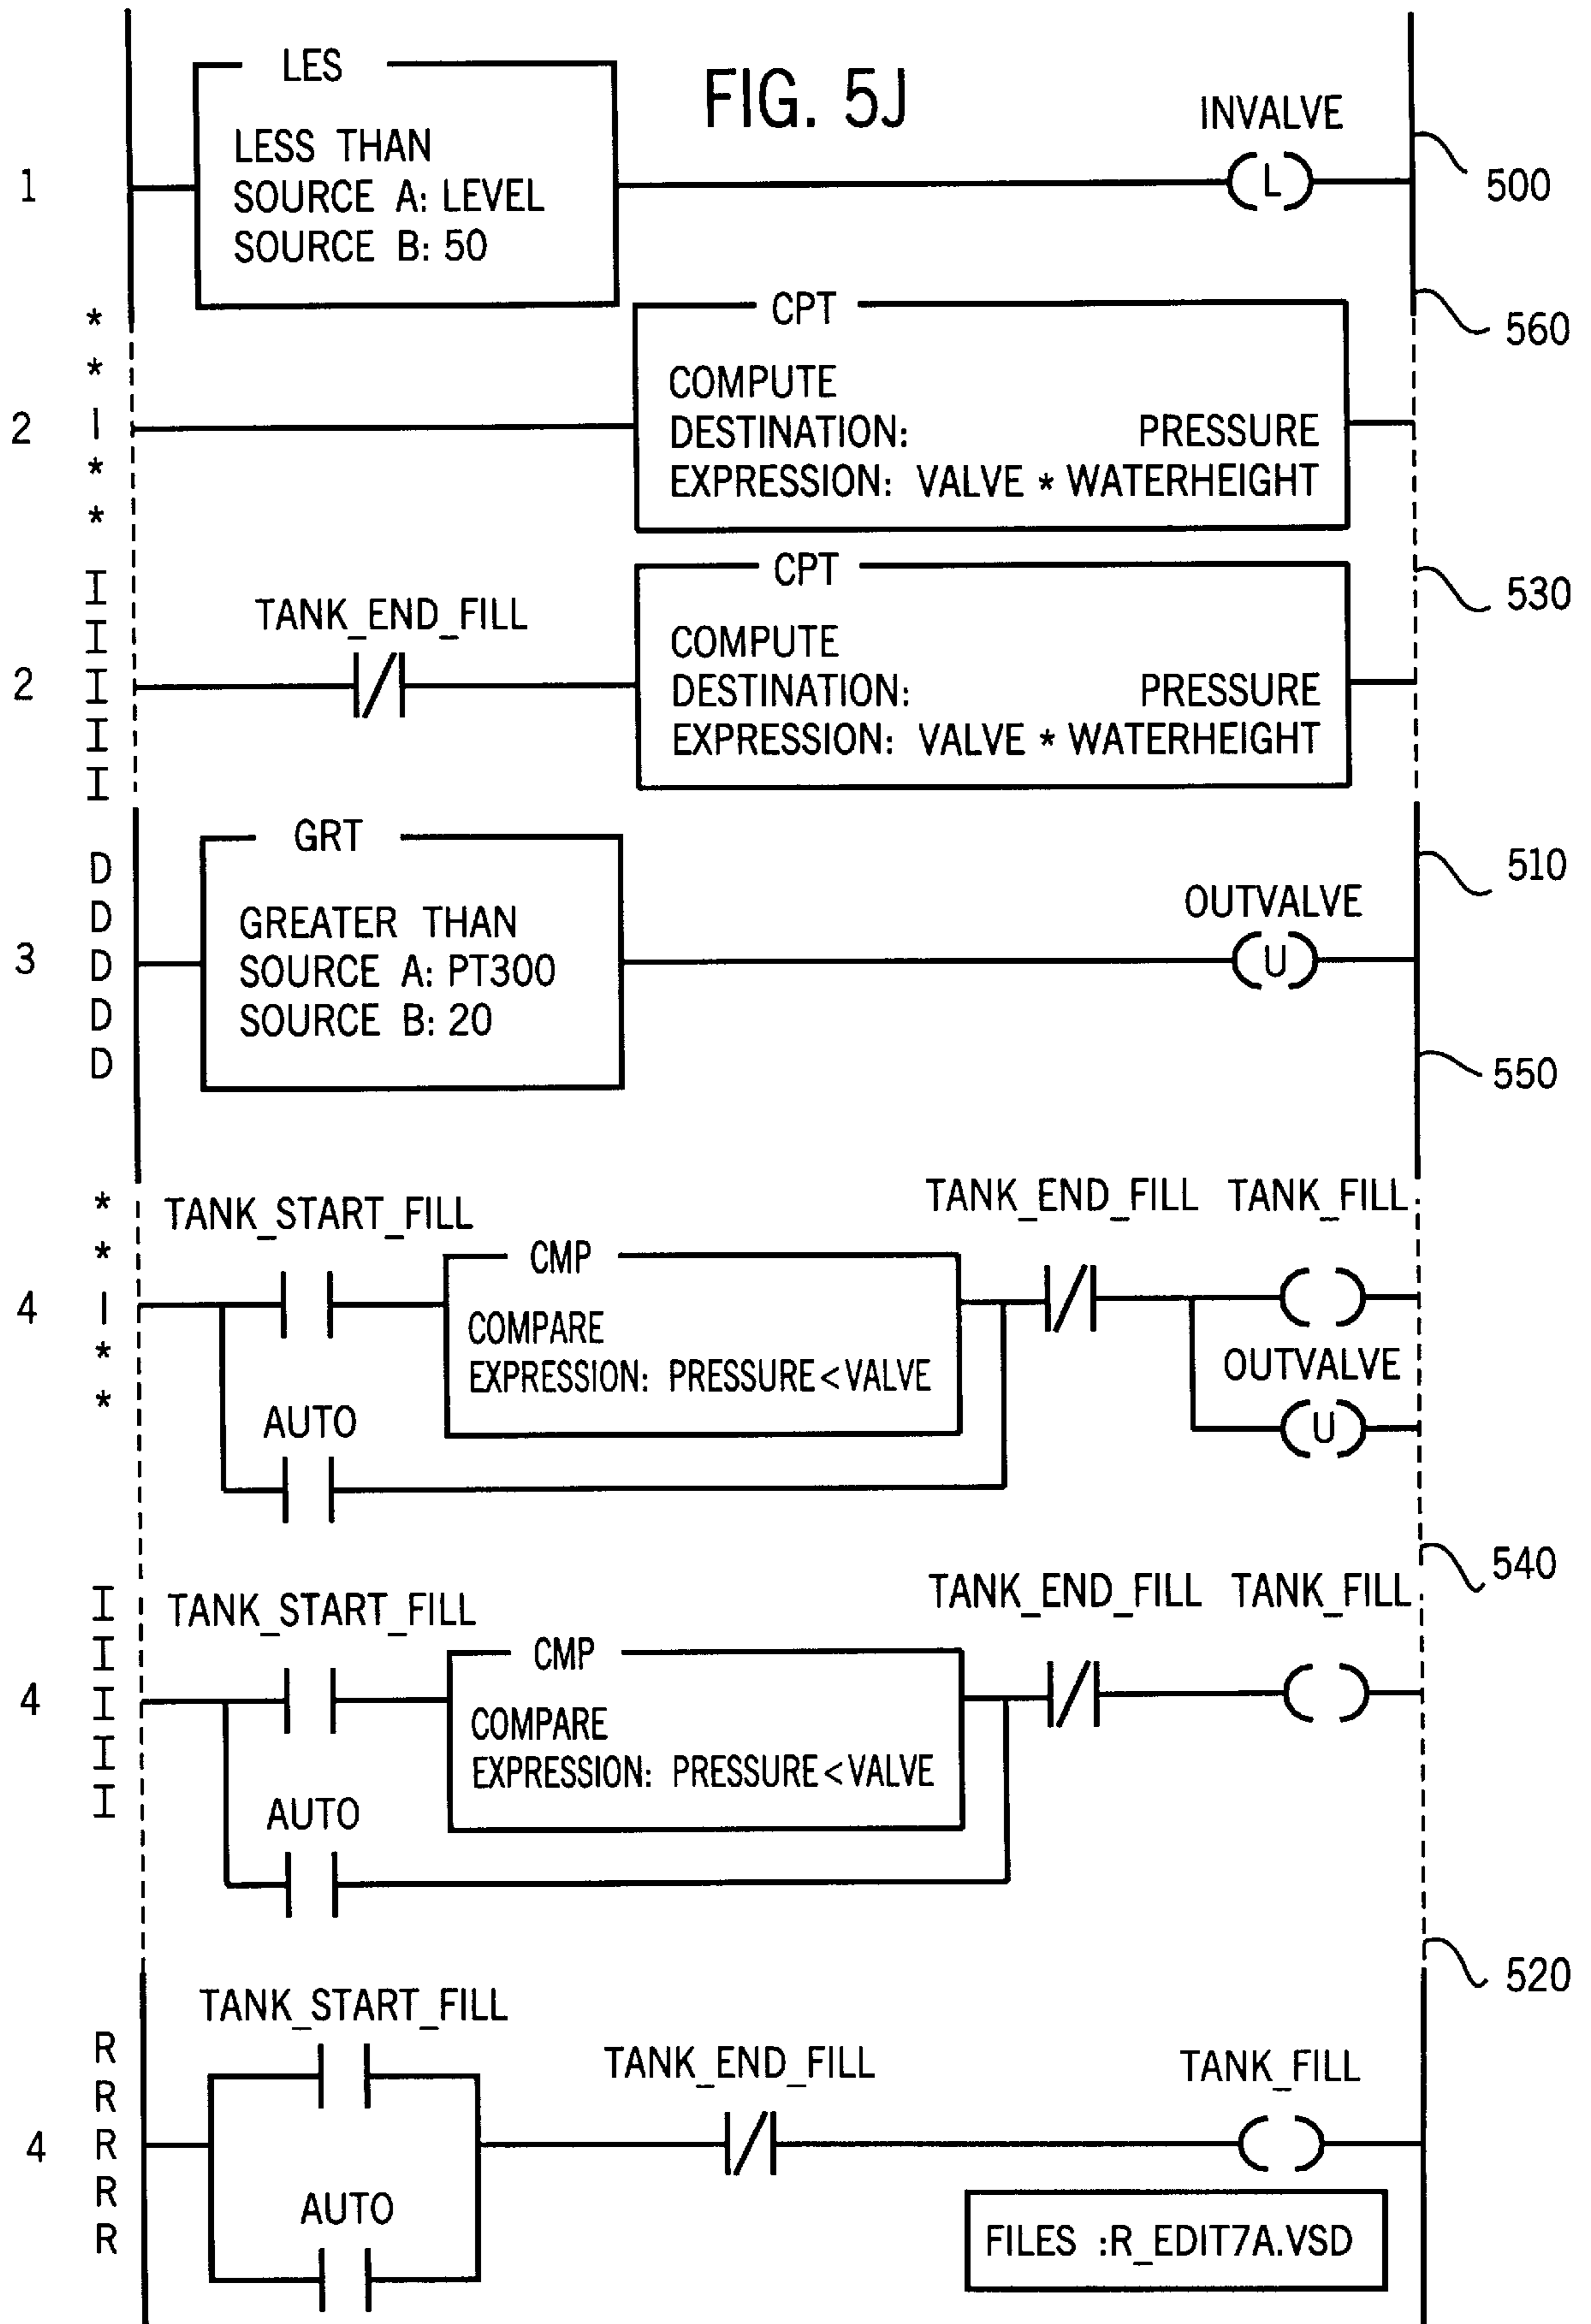 FIG. 5J
LES
LESS THAN
SOURCE A: LEVEL
SOURCE B: 50
INVALVE
(L)
1
500
560
*
*
2 I
*
*
CPT
COMPUTE
DESTINATION: PRESSURE
EXPRESSION: VALVE * WATERHEIGHT
530
I
I
2 I
I
I
TANK_END_FILL
CPT
COMPUTE
DESTINATION: PRESSURE
EXPRESSION: VALVE * WATERHEIGHT
510
D
D
3 D
D
D
GRT
GREATER THAN
SOURCE A: PT300
SOURCE B: 20
OUTVALVE
(U)
550
*
*
4 I
*
*
TANK_START_FILL
CMP
COMPARE
EXPRESSION: PRESSURE<VALVE
AUTO
TANK_END_FILL TANK_FILL
OUTVALVE
(U)
540
I
I
4 I
I
I
TANK_START_FILL
CMP
COMPARE
EXPRESSION: PRESSURE<VALVE
AUTO
TANK_END_FILL TANK_FILL
520
R
R
4 R
R
R
TANK_START_FILL
AUTO
TANK_END_FILL
TANK_FILL
FILES :R_EDIT7A.VSD